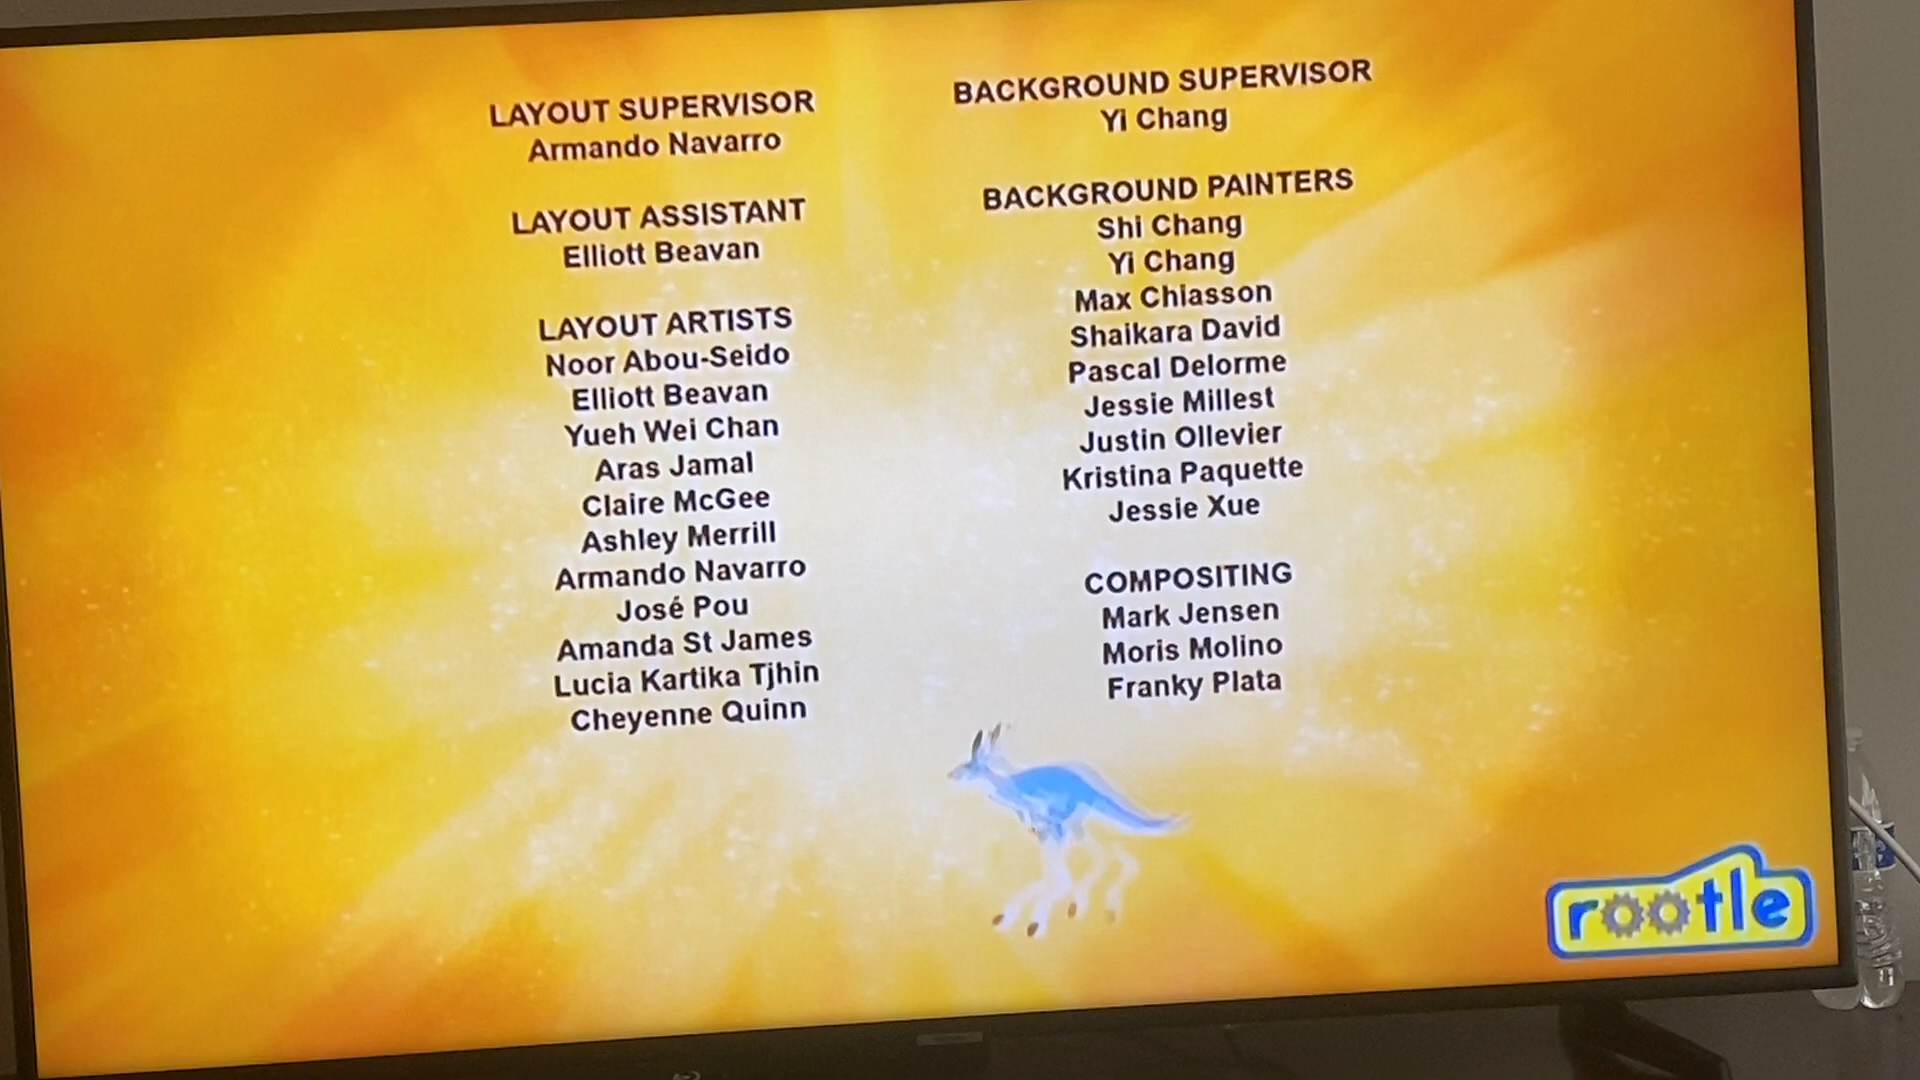 LAYOUT SUPERVISOR
Armando Navarro
LAYOUT ASSISTANT
Elliott Beavan
LAYOUT ARTISTS
Noor Abou-Seido
Elliott Beavan
Yueh Wei Chan
Aras Jamal
Claire McGee
Ashley Merrill
Armando Navarro
José Pou
Amanda St James
Lucia Kartika Tjhin
Cheyenne Quinn
BACKGROUND SUPERVISOR
Yi Chang
BACKGROUND PAINTERS
Shi Chang
Yi Chang
Max Chiasson
Shaikara David
Pascal Delorme
Jessie Millest
Justin Ollevier
Kristina Paquette
Jessie Xue
COMPOSITING
Mark Jensen
Moris Molino
Franky Plata
rootle